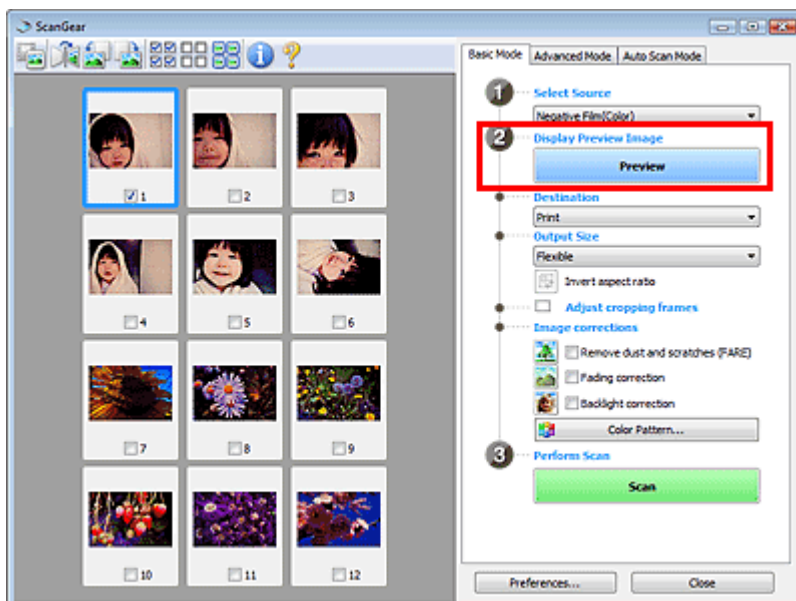 ScanGear
Basic Mode
Advanced Mode
Auto Scan Mode
1
Select Source
Negative Film(Color)
2
Display Preview Image
Preview
Destination
Print
Output Size
Flexible
Invert aspect ratio
Adjust cropping frames
Image corrections
Remove dust and scratches (FARE)
Fading correction
Backlight correction
Color Pattern...
3
Perform Scan
Scan
Preferences...
Close
1
2
3
4
5
6
7
8
9
10
11
12